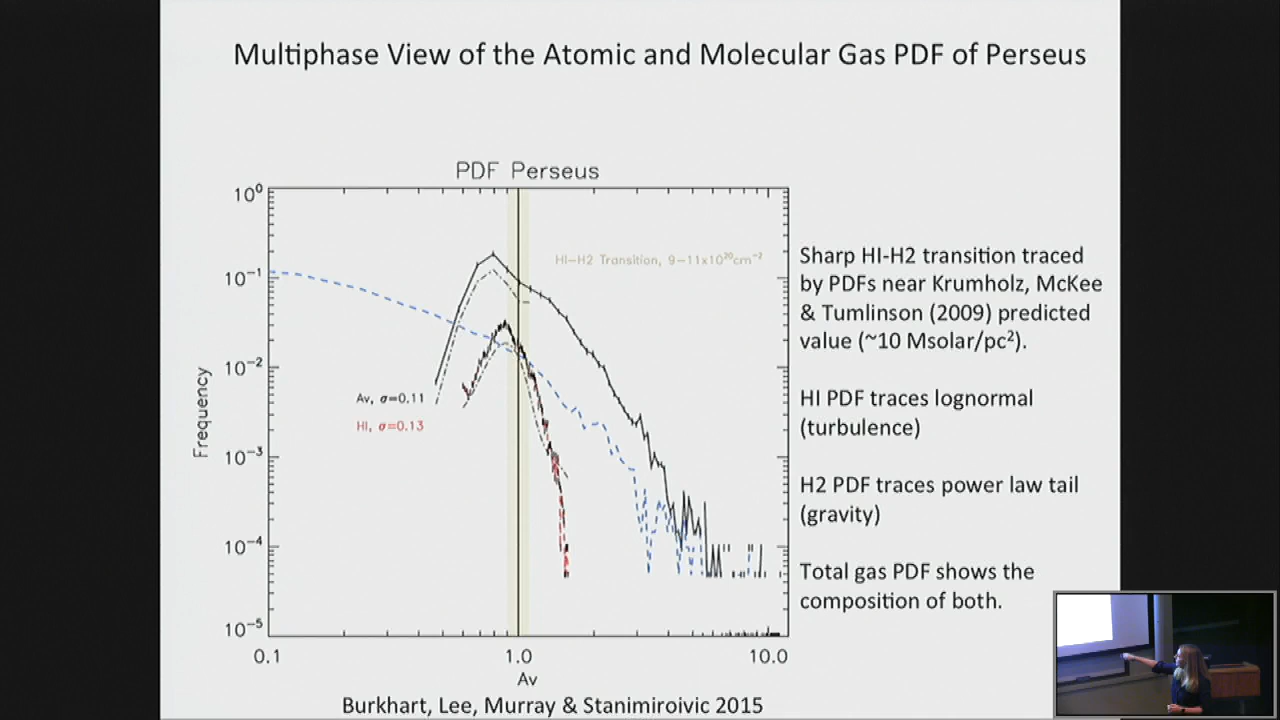 Multiphase View of the Atomic and Molecular Gas PDF of Perseus
PDF Perseus
10⁰
10⁻¹
10⁻²
10⁻³
10⁻⁴
10⁻⁵
Frequency
HI−H2 Transition, 9−11x10²⁰cm⁻²
Av, σ=0.11
HI, σ=0.13
0.1
1.0
10.0
Av
Sharp HI-H2 transition traced
by PDFs near Krumholz, McKee
& Tumlinson (2009) predicted
value (~10 Msolar/pc²).
HI PDF traces lognormal
(turbulence)
H2 PDF traces power law tail
(gravity)
Total gas PDF shows the
composition of both.
Burkhart, Lee, Murray & Stanimiroivic 2015